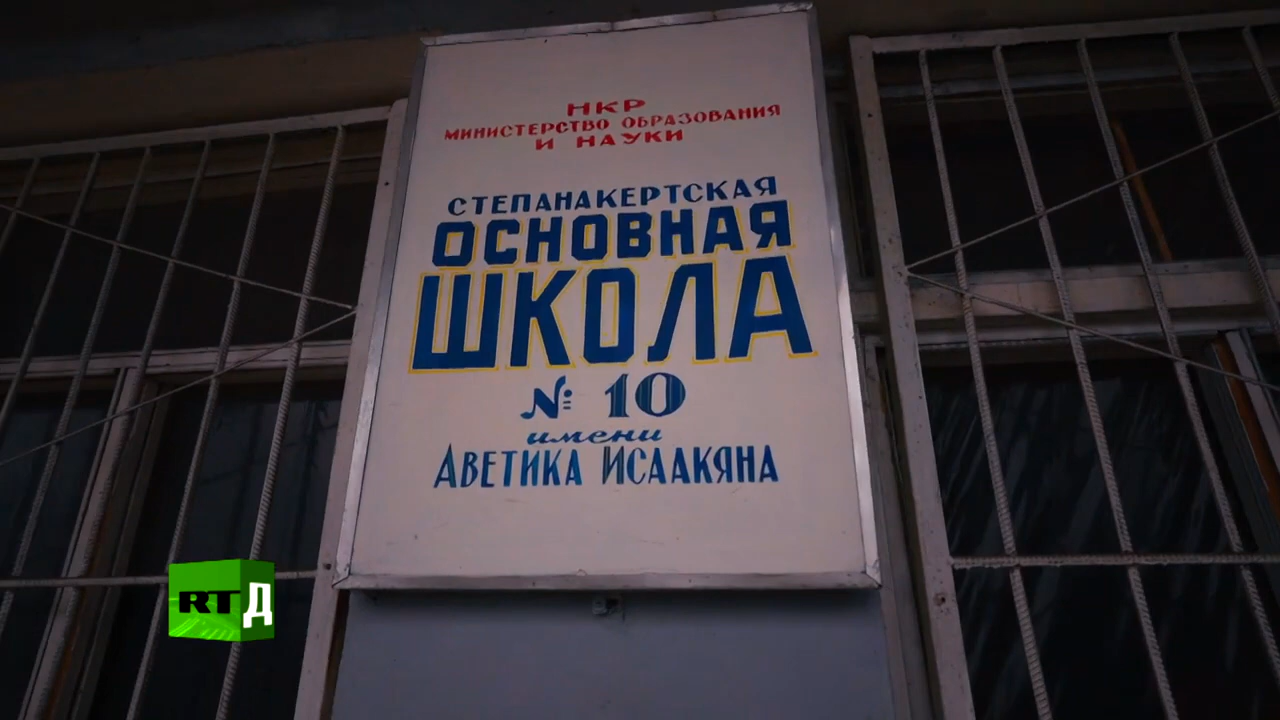 НКР
МИНИСТЕРСТВО ОБРАЗОВАНИЯ
И НАУКИ
СТЕПАНАКЕРТСКАЯ
ОСНОВНАЯ
ШКОЛА
№ 10
имени
АВЕТИКА ИСААКЯНА
RTД